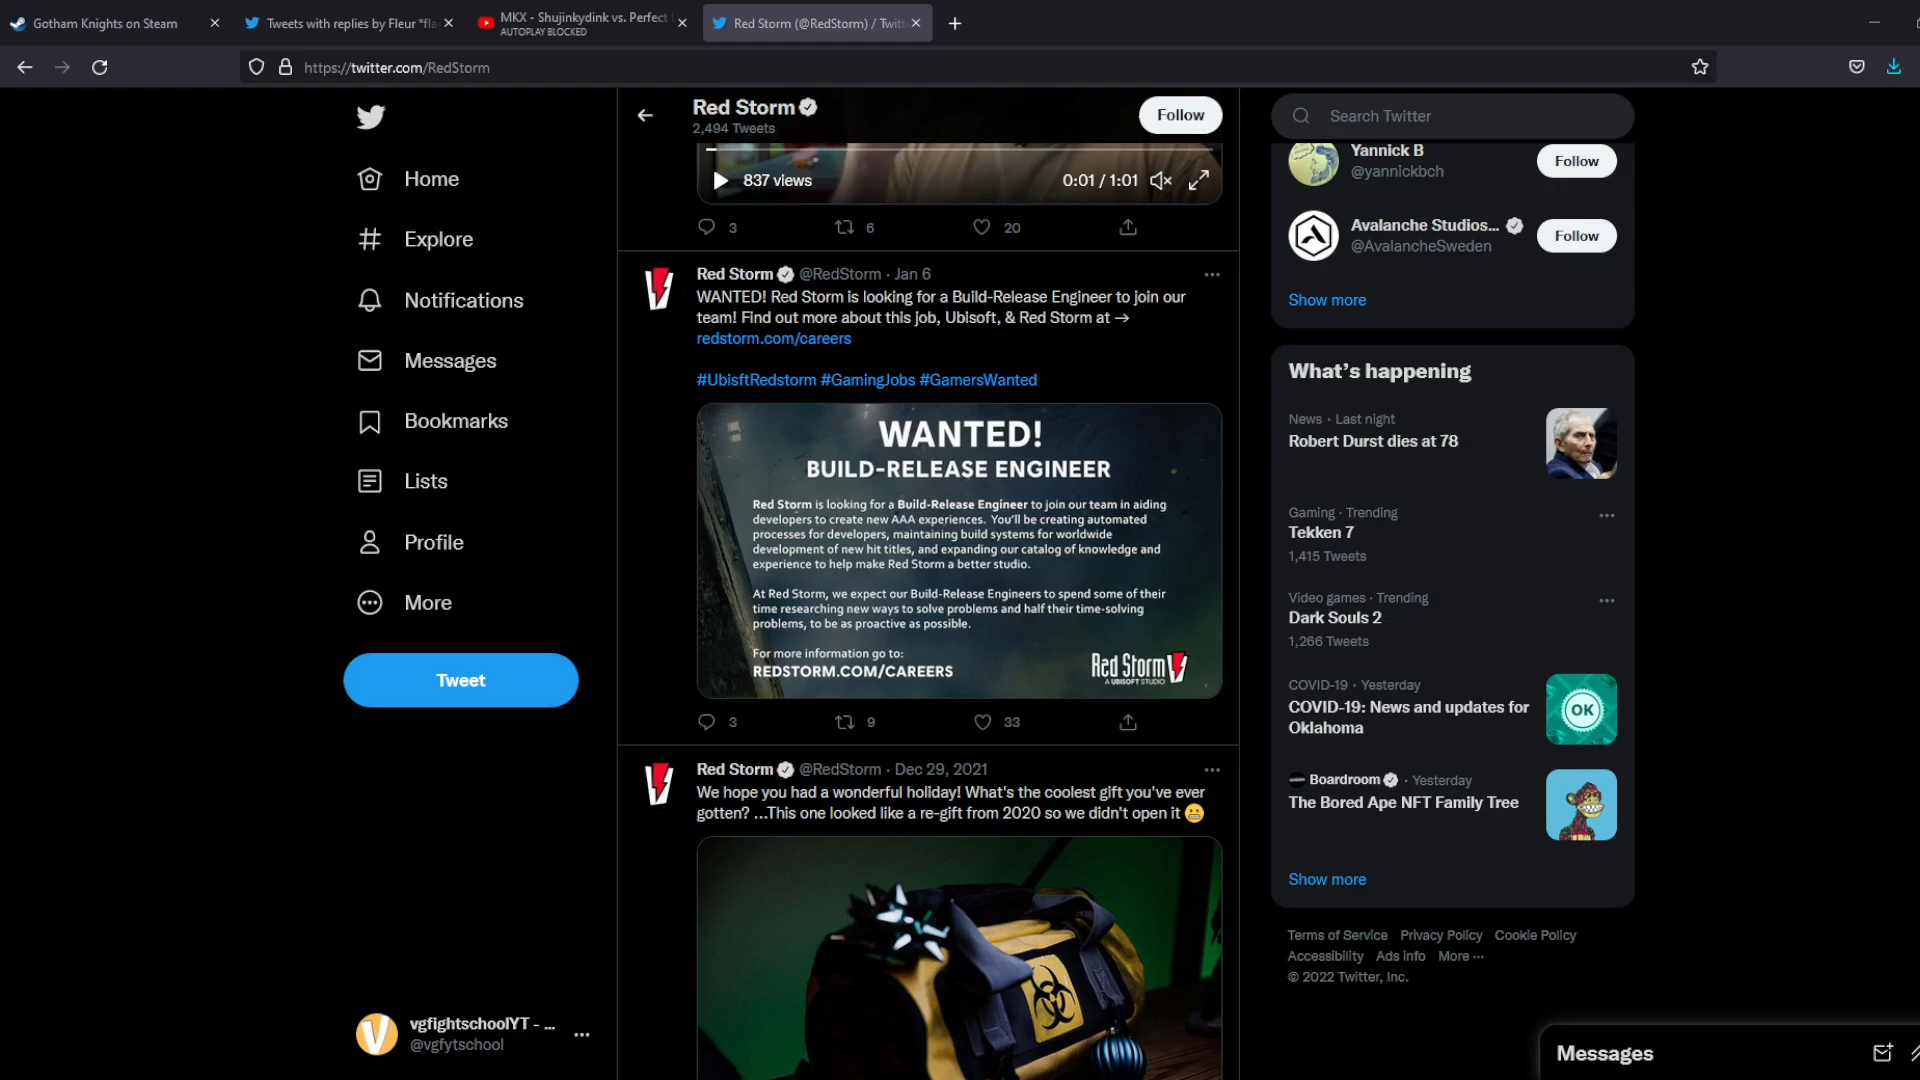 Gotham Knights on Steam
Tweets with replies by Fleur *fla
MKX - Shujinkydink vs. Perfect
AUTOPLAY BLOCKED
Red Storm (@RedStorm) / Twitt
https://twitter.com/RedStorm
Home
Explore
Notifications
Messages
Bookmarks
Lists
Profile
More
Tweet
vgfightschoolYT - ...
@vgfytschool
Red Storm
2,494 Tweets
Follow
837 views
0:01 / 1:01
3
6
20
Red Storm @RedStorm · Jan 6
WANTED! Red Storm is looking for a Build-Release Engineer to join our
team! Find out more about this job, Ubisoft, & Red Storm at →
redstorm.com/careers
#UbisftRedstorm #GamingJobs #GamersWanted
WANTED!
BUILD-RELEASE ENGINEER
Red Storm is looking for a Build-Release Engineer to join our team in aiding
developers to create new AAA experiences. You'll be creating automated
processes for developers, maintaining build systems for worldwide
development of new hit titles, and expanding our catalog of knowledge and
experience to help make Red Storm a better studio.
At Red Storm, we expect our Build-Release Engineers to spend some of their
time researching new ways to solve problems and half their time-solving
problems, to be as proactive as possible.
For more information go to:
REDSTORM.COM/CAREERS
Red Storm
A UBISOFT STUDIO
3
9
33
Red Storm @RedStorm · Dec 29, 2021
We hope you had a wonderful holiday! What's the coolest gift you've ever
gotten? ...This one looked like a re-gift from 2020 so we didn't open it 😬
Search Twitter
Yannick B
@yannickbch
Follow
Avalanche Studios...
@AvalancheSweden
Follow
Show more
What's happening
News · Last night
Robert Durst dies at 78
Gaming · Trending
Tekken 7
1,415 Tweets
Video games · Trending
Dark Souls 2
1,266 Tweets
COVID-19 · Yesterday
COVID-19: News and updates for
Oklahoma
OK
Boardroom · Yesterday
The Bored Ape NFT Family Tree
Show more
Terms of Service Privacy Policy Cookie Policy
Accessibility Ads info More ···
© 2022 Twitter, Inc.
Messages